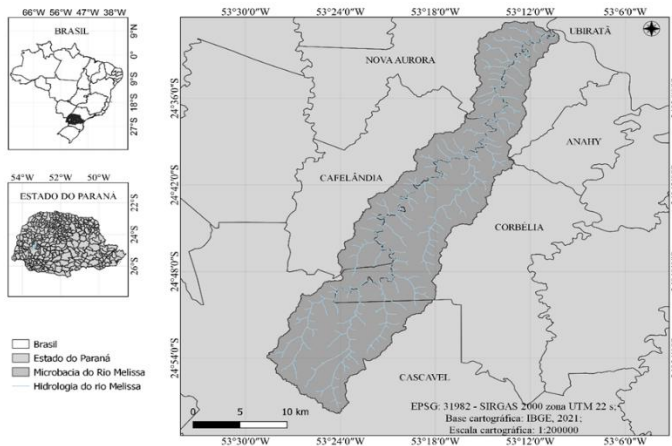 66°W 56°W 47°W 38°W
BRASIL
9°N
0°
9°S
18°S
27°S
54°W 52°W 50°W
ESTADO DO PARANÁ
22°S
24°S
26°S
Brasil
Estado do Paraná
Microbacia do Rio Melissa
Hidrologia do rio Melissa
53°30'0"W 53°24'0"W 53°18'0"W 53°12'0"W 53°6'0"W
24°36'0"S
24°42'0"S
24°48'0"S
24°54'0"S
UBIRATÃ
NOVA AURORA
ANAHY
CAFELÂNDIA
CORBÉLIA
CASCAVEL
EPSG: 31982 - SIRGAS 2000 zona UTM 22 s;
Base cartográfica: IBGE, 2021;
Escala cartográfica: 1:200000
0 5 10 km
53°30'0"W 53°24'0"W 53°18'0"W 53°12'0"W 53°6'0"W